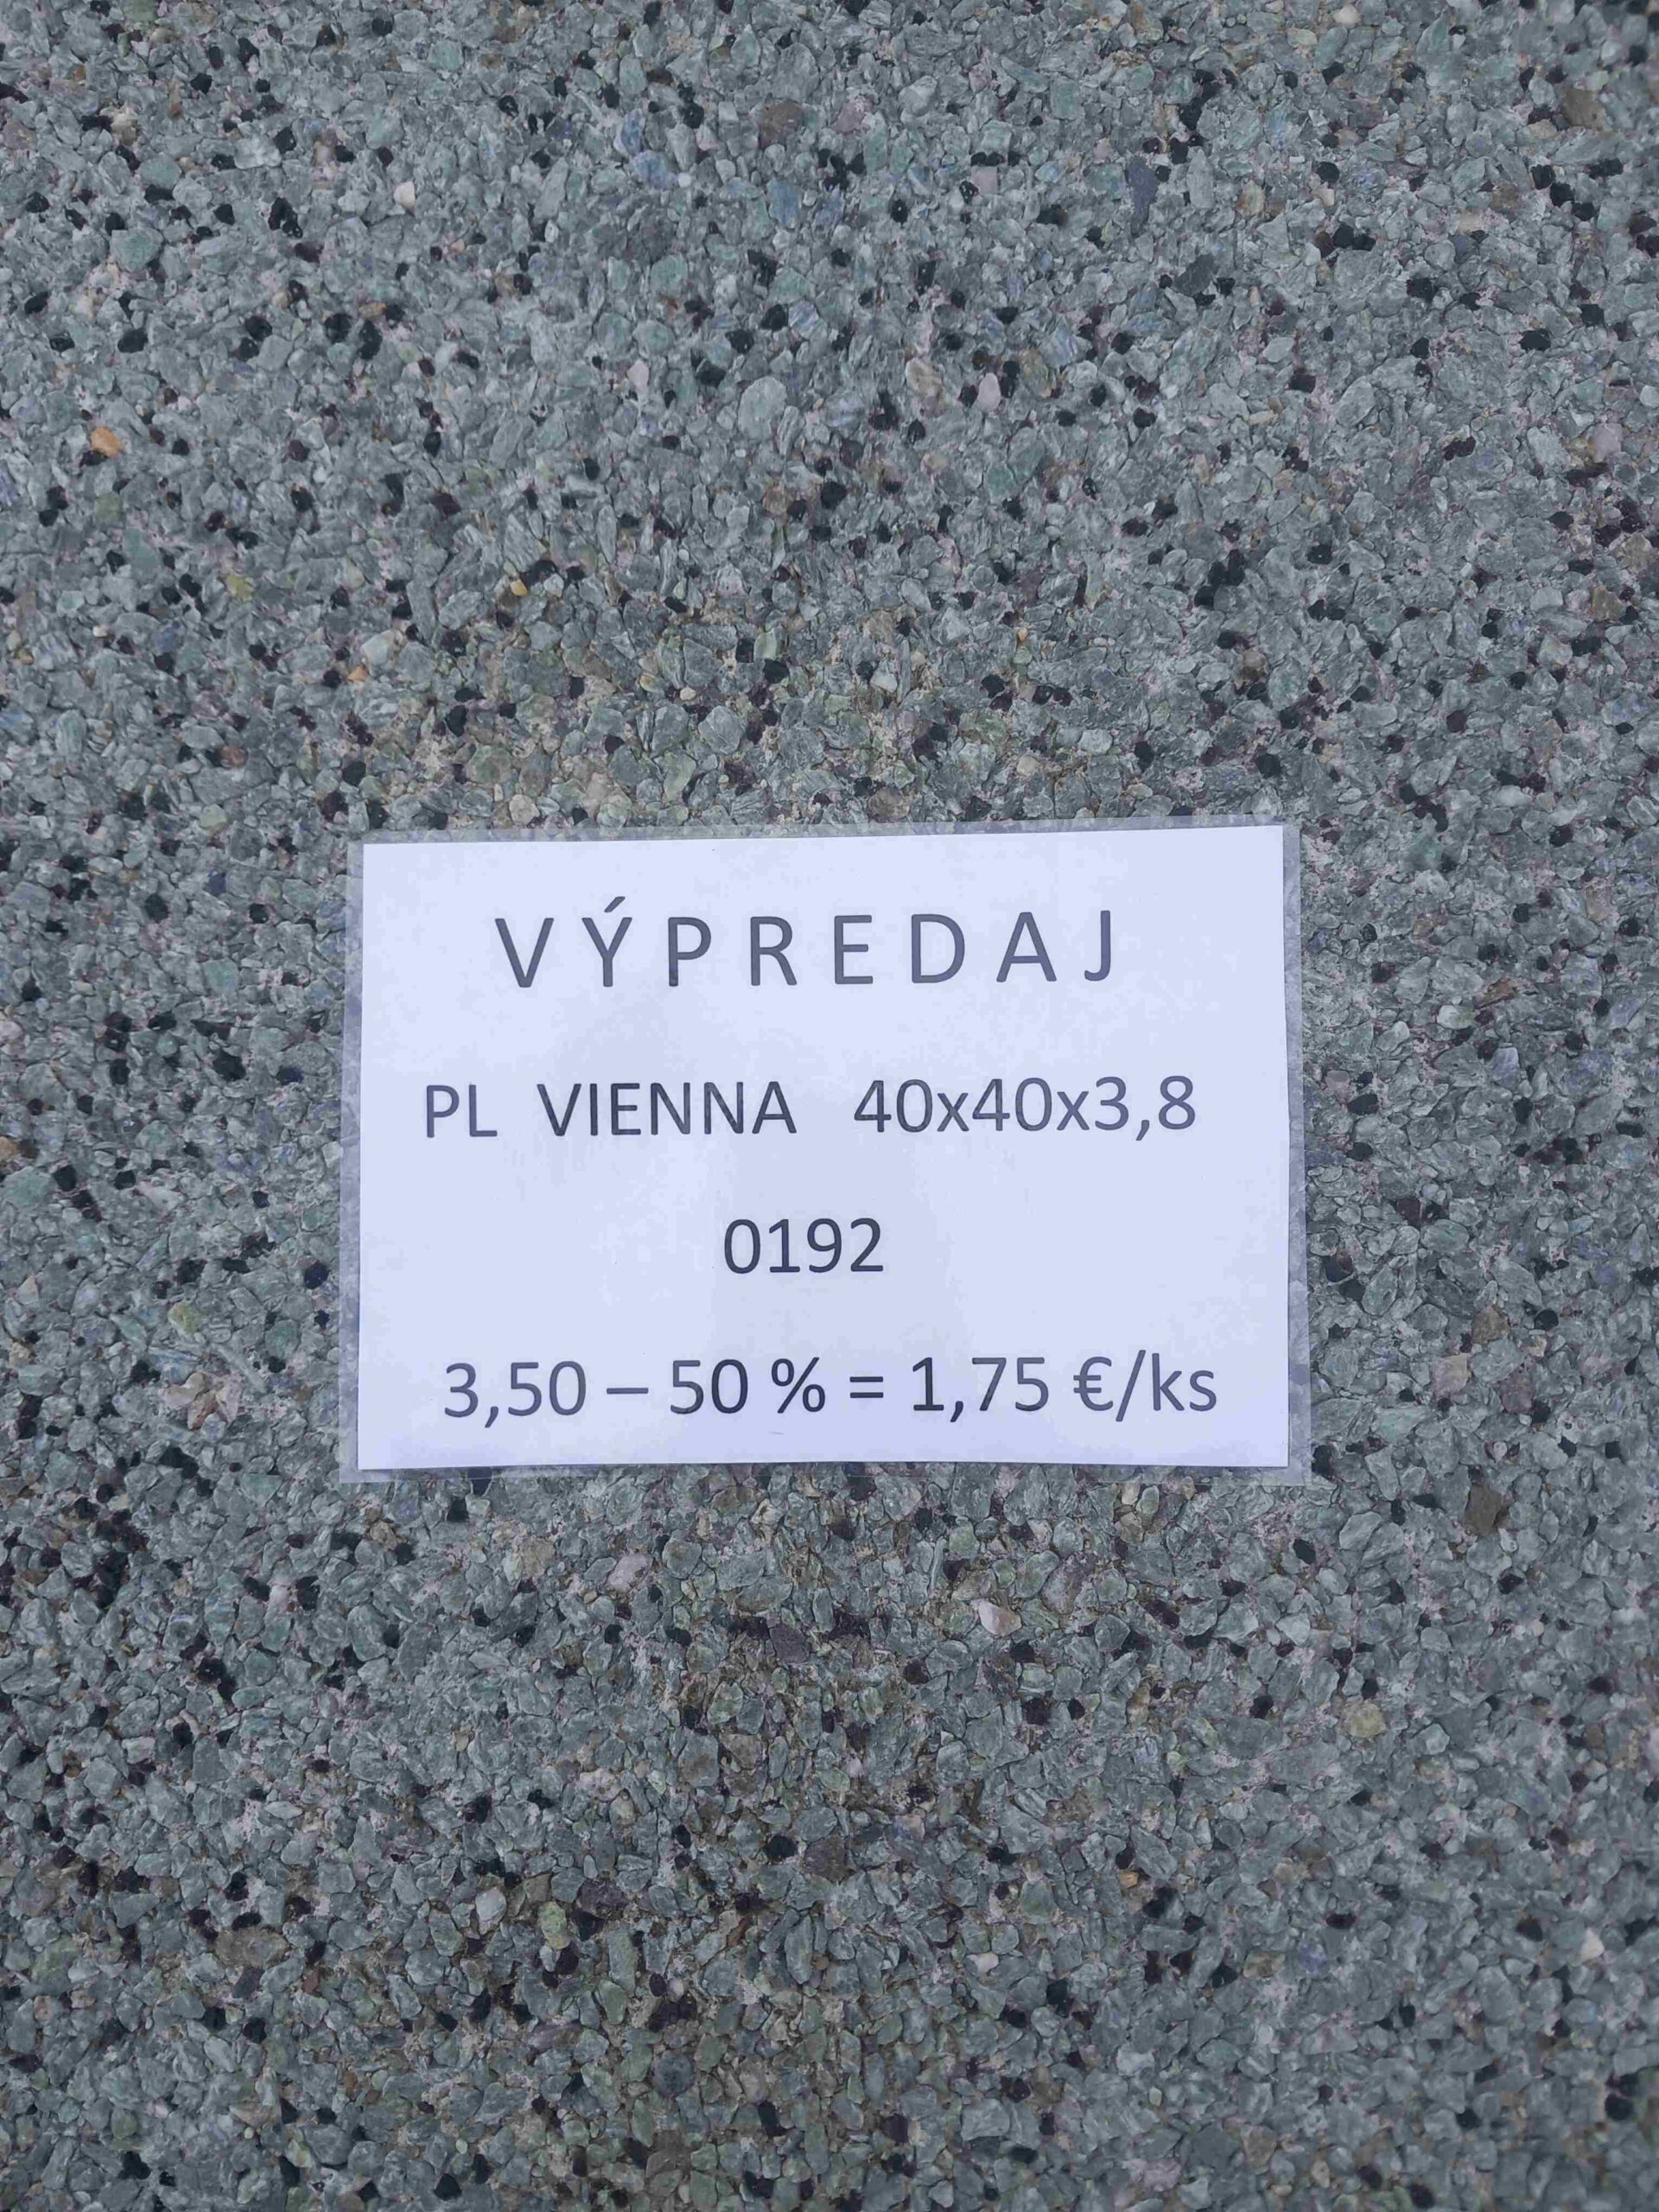 VÝPREDAJ
PL VIENNA 40x40x3,8
0192
3,50 – 50 % = 1,75 €/ks